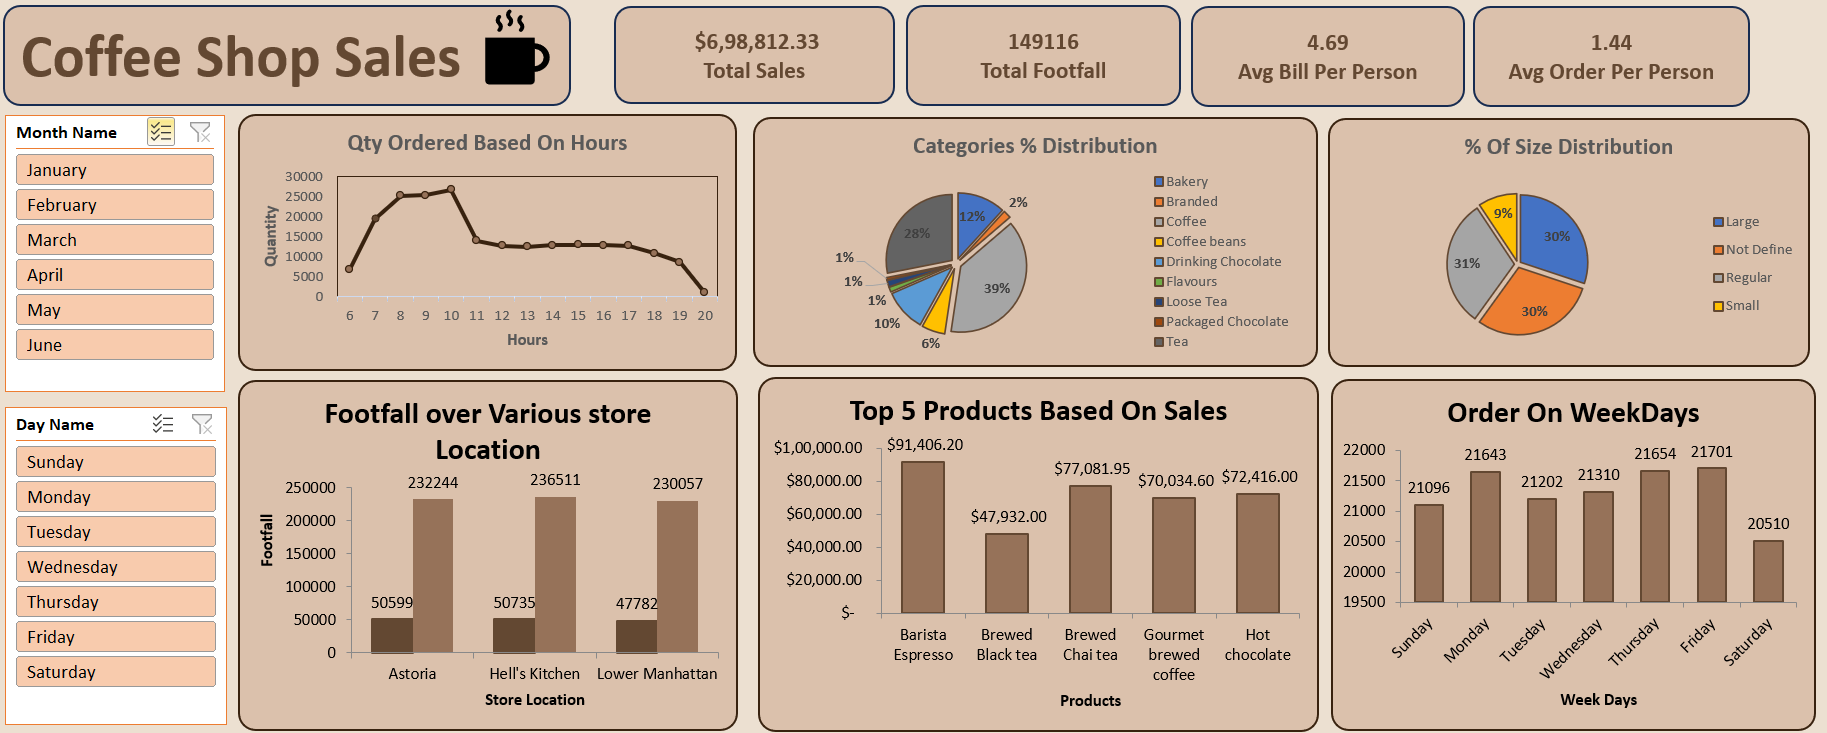 Coffee Shop Sales
$6,98,812.33
Total Sales
149116
Total Footfall
4.69
Avg Bill Per Person
1.44
Avg Order Per Person
Month Name
January
February
March
April
May
June
Day Name
Sunday
Monday
Tuesday
Wednesday
Thursday
Friday
Saturday
Qty Ordered Based On Hours
Quantity
30000
25000
20000
15000
10000
5000
0
6 7 8 9 10 11 12 13 14 15 16 17 18 19 20
Hours
Categories % Distribution
12%
2%
39%
6%
10%
1%
1%
1%
28%
Bakery
Branded
Coffee
Coffee beans
Drinking Chocolate
Flavours
Loose Tea
Packaged Chocolate
Tea
% Of Size Distribution
30%
30%
31%
9%
Large
Not Define
Regular
Small
Footfall over Various store
Location
Footfall
250000
200000
150000
100000
50000
0
50599 232244
50735 236511
47782 230057
Astoria Hell's Kitchen Lower Manhattan
Store Location
Top 5 Products Based On Sales
$1,00,000.00
$80,000.00
$60,000.00
$40,000.00
$20,000.00
$-
$91,406.20
$47,932.00
$77,081.95
$70,034.60
$72,416.00
Barista
Espresso
Brewed
Black tea
Brewed
Chai tea
Gourmet
brewed
coffee
Hot
chocolate
Products
Order On WeekDays
22000
21500
21000
20500
20000
19500
21096
21643
21202
21310
21654
21701
20510
Sunday
Monday
Tuesday
Wednesday
Thursday
Friday
Saturday
Week Days